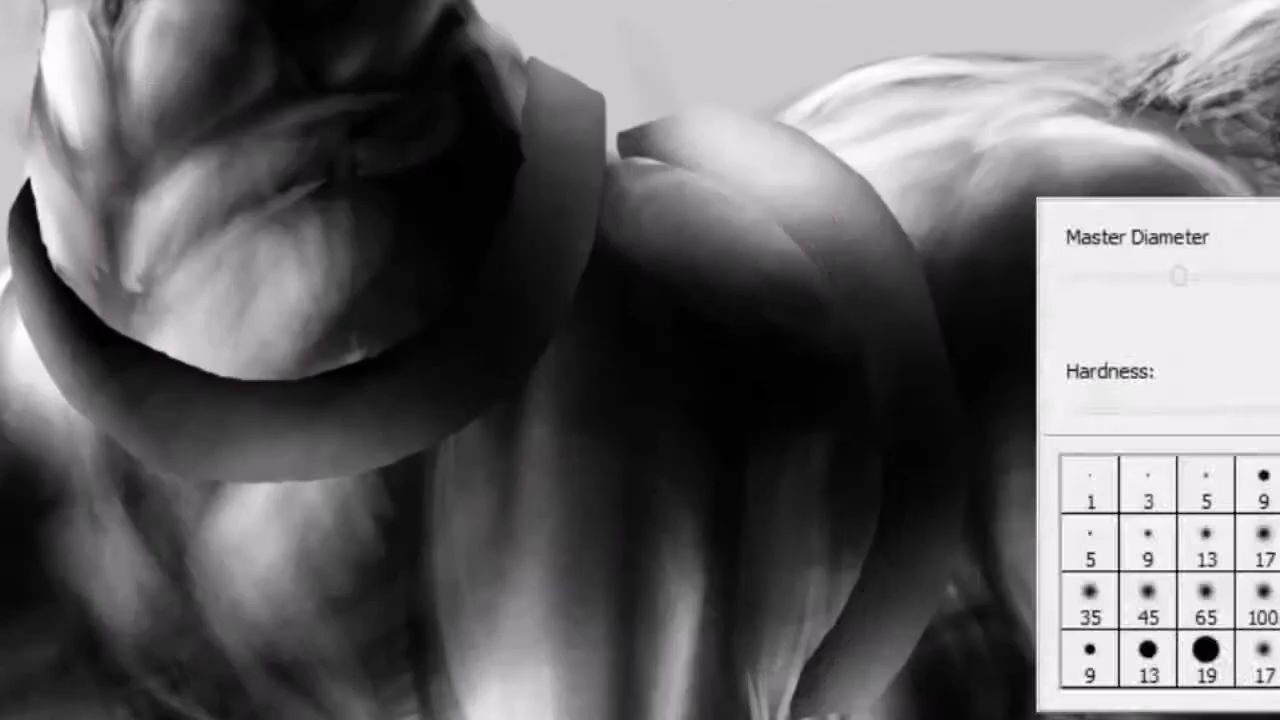 Master Diameter
Hardness:
1 3 5 9
5 9 13 17
35 45 65 100
9 13 19 17